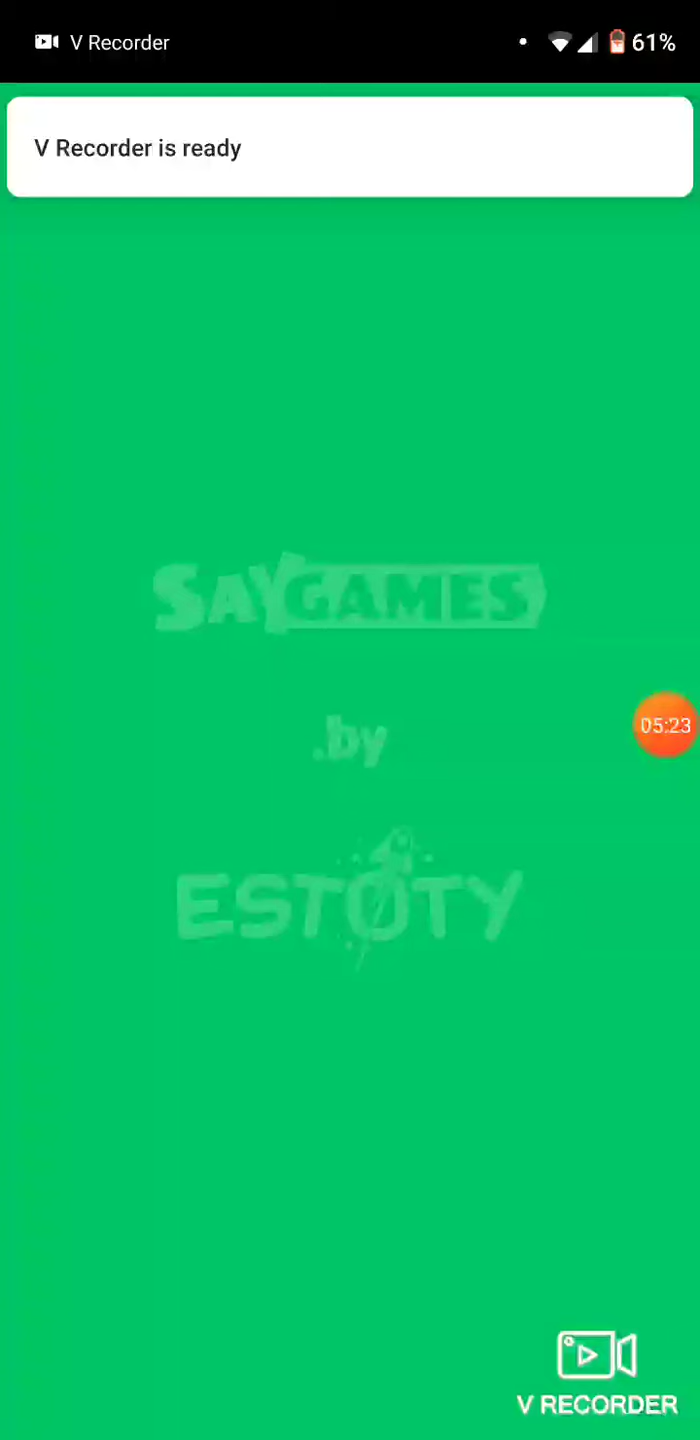 V Recorder
61%
V Recorder is ready
SAYGAMES
05:23
.by
ESTOTY
V RECORDER